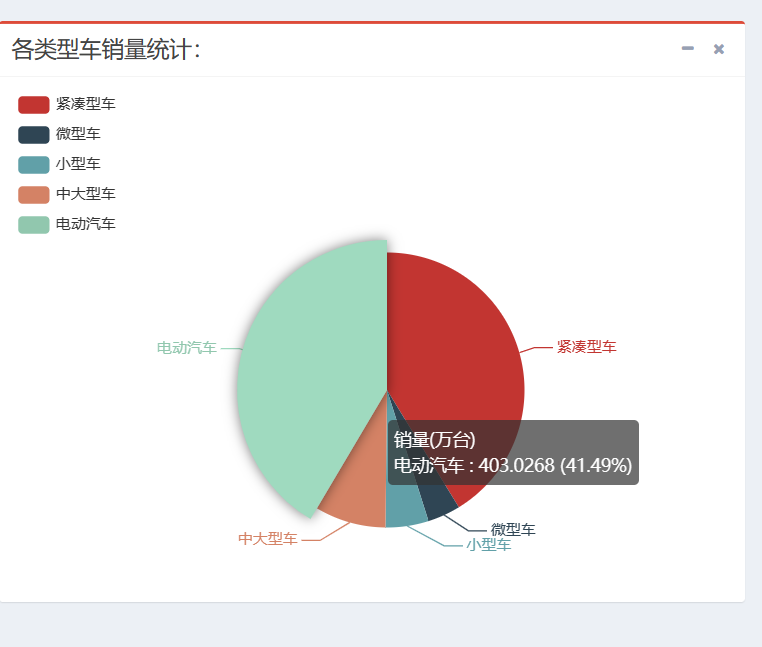 各类型车销量统计：
紧凑型车
微型车
小型车
中大型车
电动汽车
电动汽车
紧凑型车
销量(万台)
电动汽车 : 403.0268 (41.49%)
微型车
中大型车
小型车